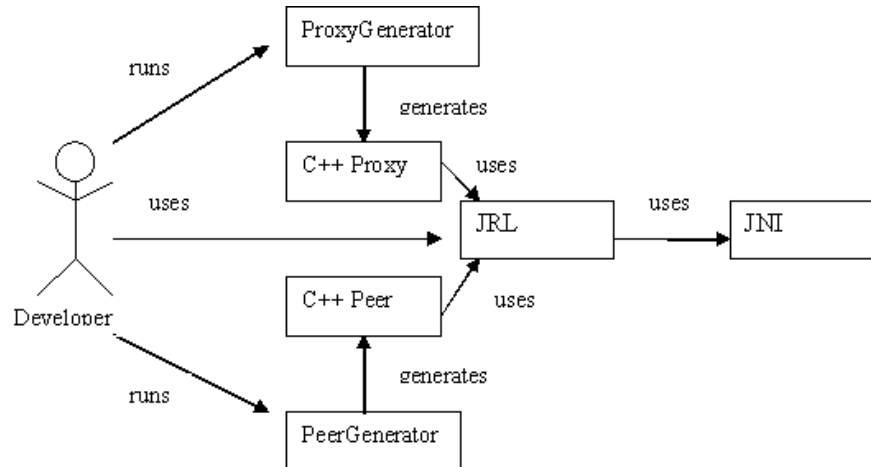 ProxyGenerator
runs
generates
C++ Proxy
uses
uses
JRL
uses
JNI
C++ Peer
uses
Developer
generates
runs
PeerGenerator